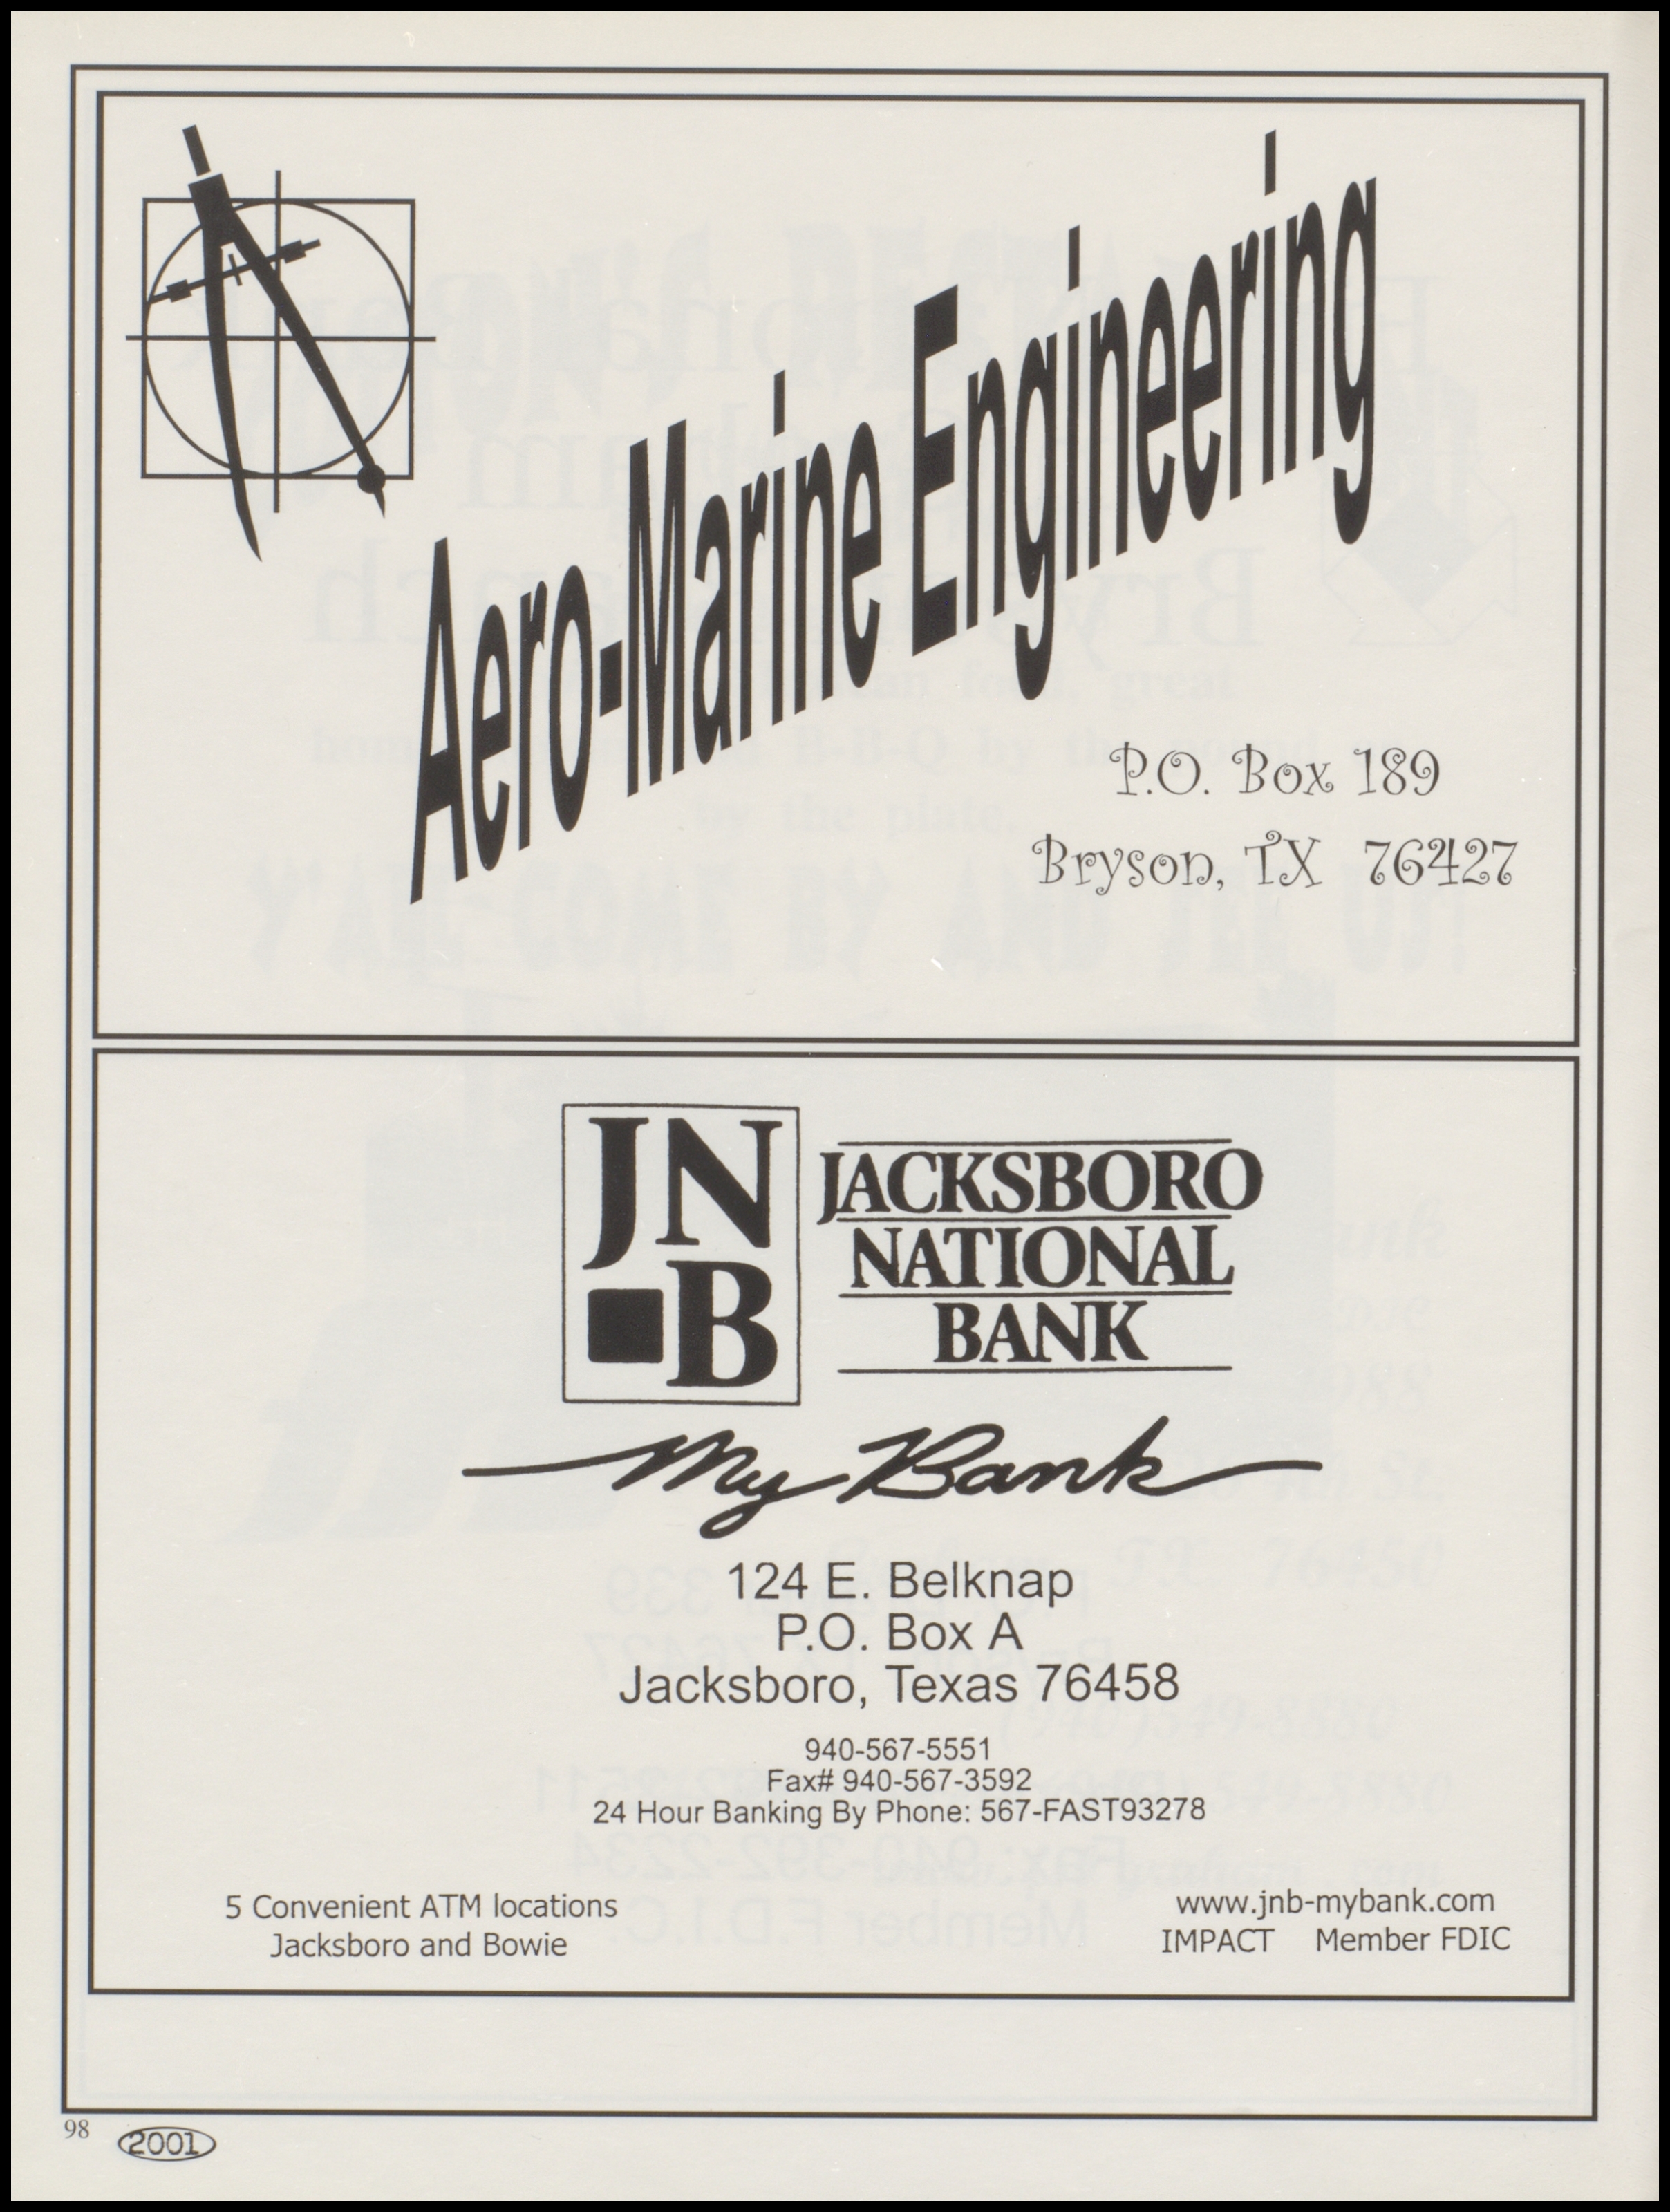 Aero-Marine Engineering
P.O. Box 189
Bryson, TX 76427
JN
B
JACKSBORO
NATIONAL
BANK
My Bank
124 E. Belknap
P.O. Box A
Jacksboro, Texas 76458
940-567-5551
Fax# 940-567-3592
24 Hour Banking By Phone: 567-FAST93278
5 Convenient ATM locations
Jacksboro and Bowie
www.jnb-mybank.com
IMPACT Member FDIC
98
2001